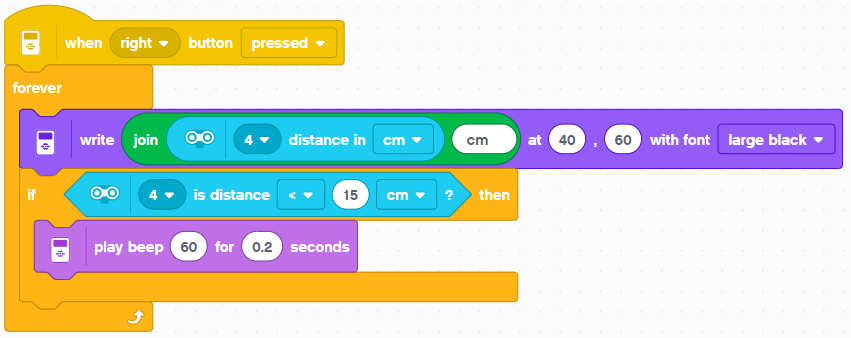 when right button pressed
forever
write join 4 distance in cm cm at 40 , 60 with font large black
if 4 is distance < 15 cm ? then
play beep 60 for 0.2 seconds